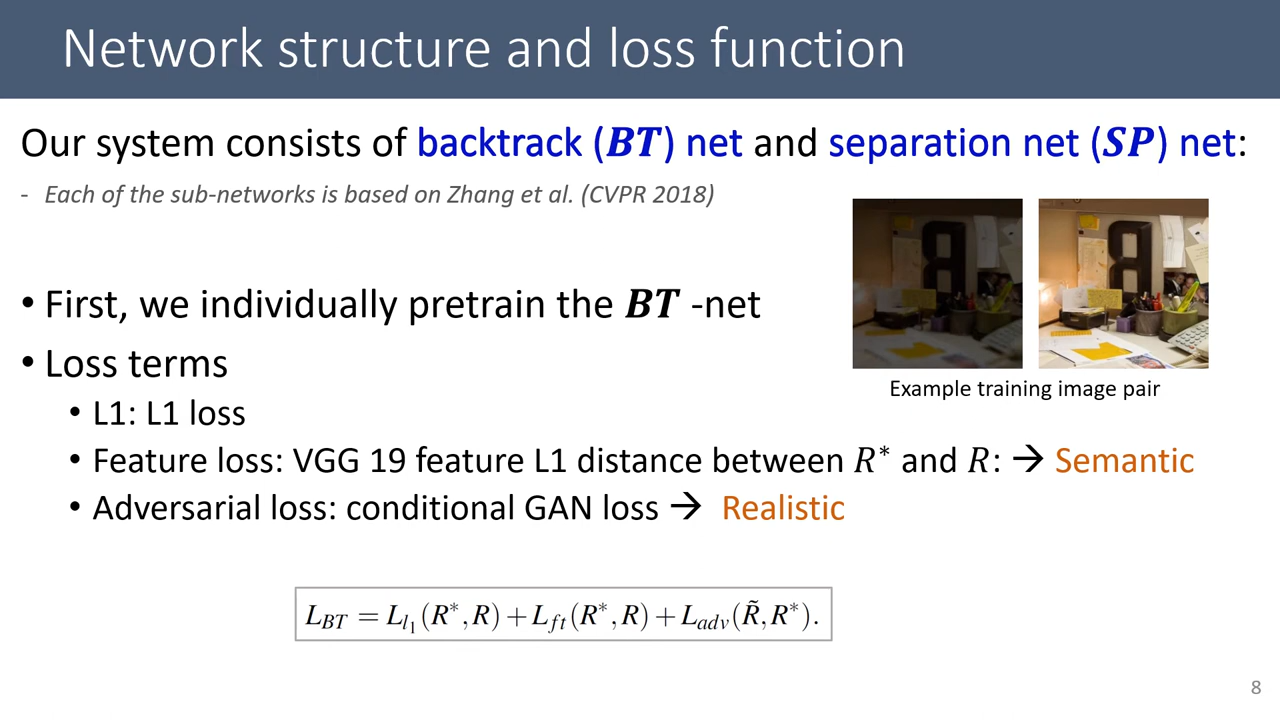 Network structure and loss function
Our system consists of backtrack (BT) net and separation net (SP) net:
- Each of the sub-networks is based on Zhang et al. (CVPR 2018)
• First, we individually pretrain the BT -net
• Loss terms
Example training image pair
• L1: L1 loss
• Feature loss: VGG 19 feature L1 distance between R* and R: → Semantic
• Adversarial loss: conditional GAN loss → Realistic
L_BT = L_l₁(R*, R) + L_ft(R*, R) + L_adv(R̃, R*).
8